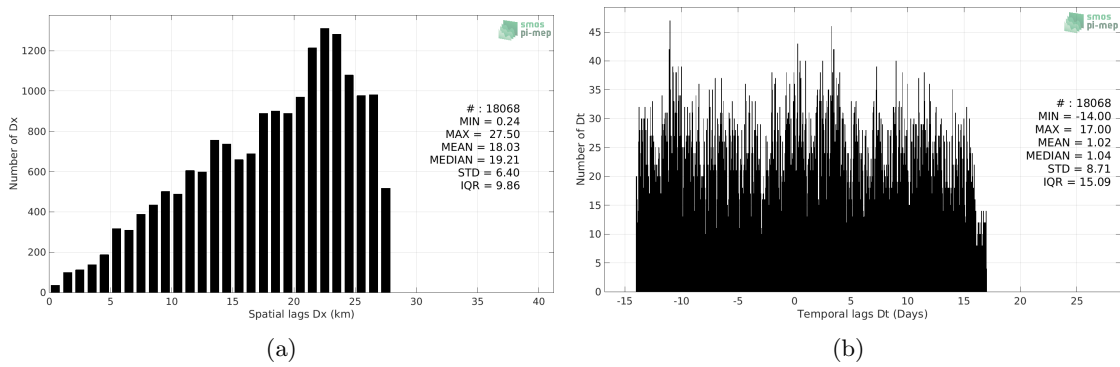 smos
pi-mep
1200
1000
800
600
400
200
0
Number of Dx
# : 18068
MIN = 0.24
MAX = 27.50
MEAN = 18.03
MEDIAN = 19.21
STD = 6.40
IQR = 9.86
0 5 10 15 20 25 30 35 40
Spatial lags Dx (km)
(a)
smos
pi-mep
45
40
35
30
25
20
15
10
5
0
Number of Dt
# : 18068
MIN = -14.00
MAX = 17.00
MEAN = 1.02
MEDIAN = 1.04
STD = 8.71
IQR = 15.09
-15 -10 -5 0 5 10 15 20 25
Temporal lags Dt (Days)
(b)